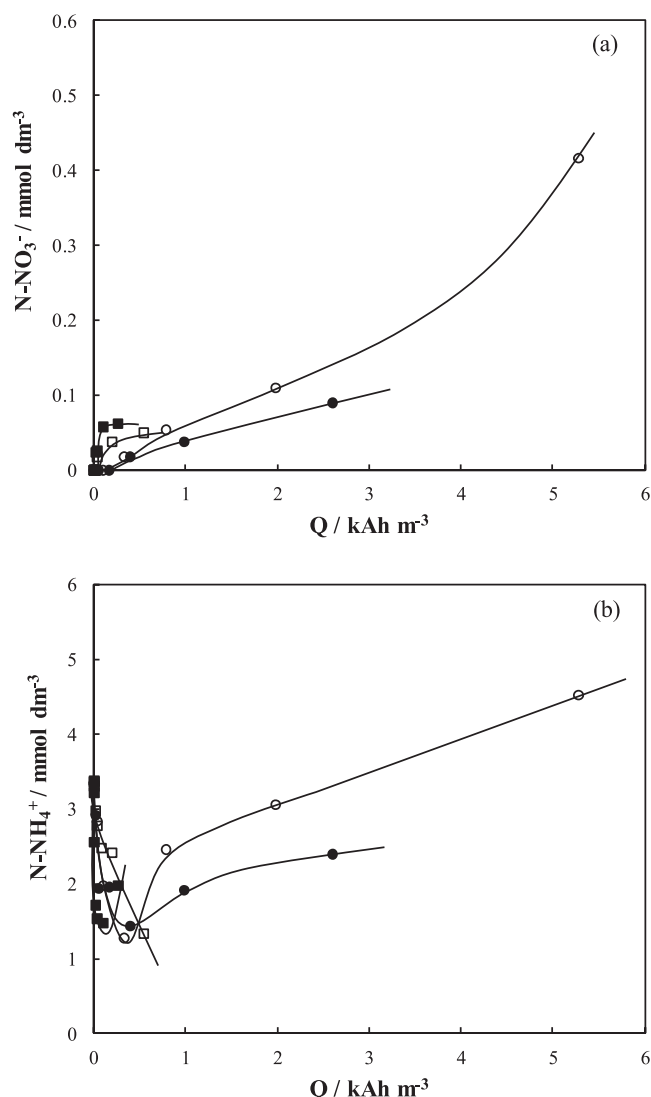 (a)
N-NO₃⁻ / mmol dm⁻³
0.6
0.5
0.4
0.3
0.2
0.1
0
0 1 2 3 4 5 6
Q / kAh m⁻³
(b)
N-NH₄⁺ / mmol dm⁻³
6
5
4
3
2
1
0
0 1 2 3 4 5 6
Q / kAh m⁻³